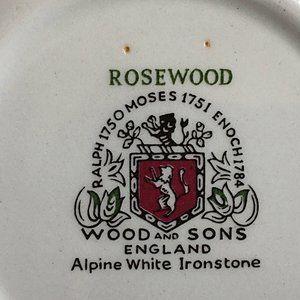 ROSEWOOD
RALPH 1750 MOSES 1751 ENOCH 1784
WOOD AND SONS
ENGLAND
Alpine White Ironstone